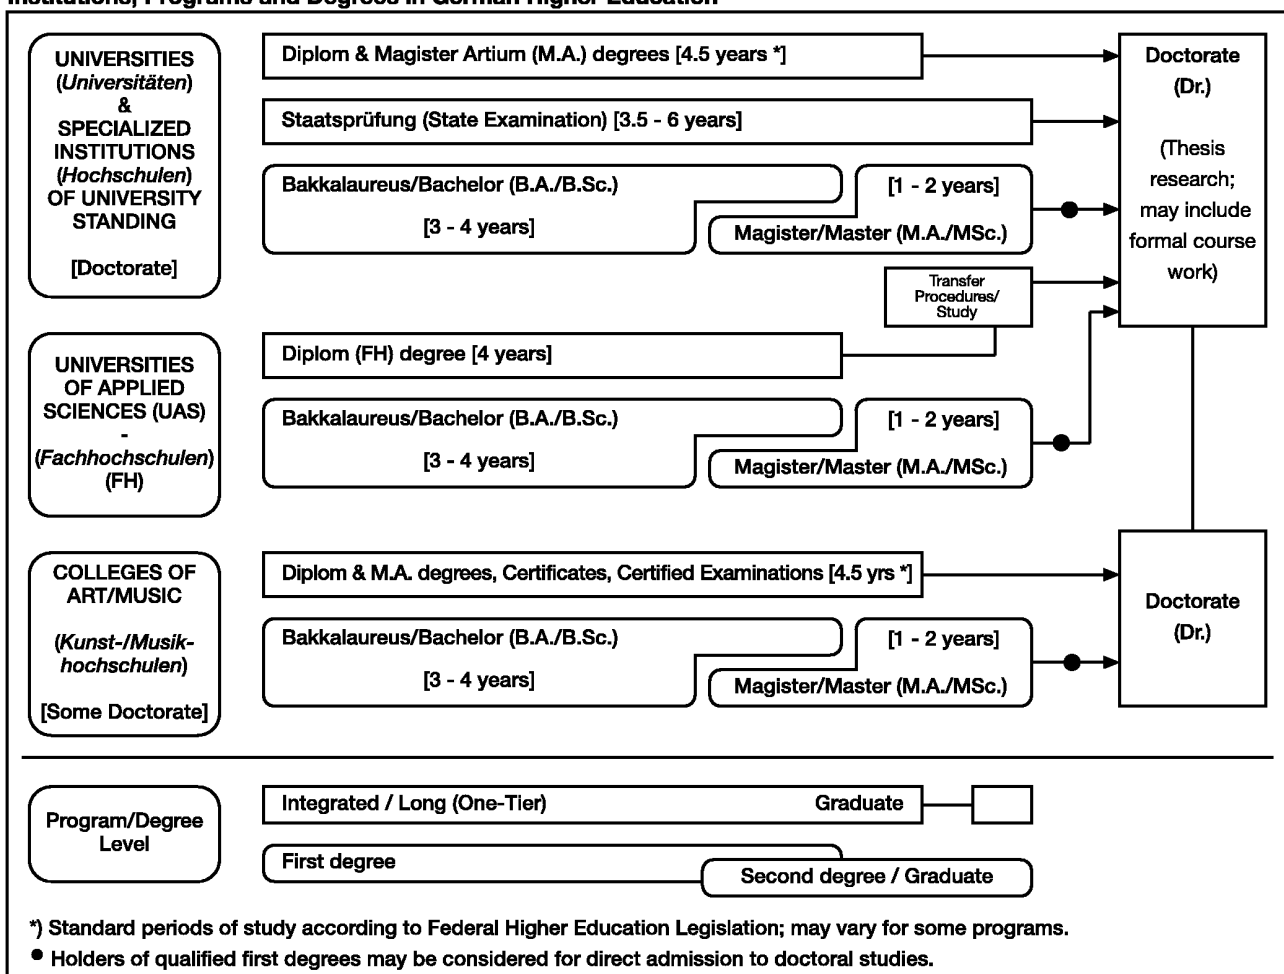 Institutions, Programs and Degrees in German Higher Education
UNIVERSITIES
(Universitäten)
&
SPECIALIZED
INSTITUTIONS
(Hochschulen)
OF UNIVERSITY
STANDING
[Doctorate]
Diplom & Magister Artium (M.A.) degrees [4.5 years *]
Staatsprüfung (State Examination) [3.5 - 6 years]
Bakkalaureus/Bachelor (B.A./B.Sc.)
[3 - 4 years]
[1 - 2 years]
Magister/Master (M.A./MSc.)
Transfer
Procedures/
Study
Doctorate
(Dr.)
(Thesis
research;
may include
formal course
work)
UNIVERSITIES
OF APPLIED
SCIENCES (UAS)
-
(Fachhochschulen)
(FH)
Diplom (FH) degree [4 years]
Bakkalaureus/Bachelor (B.A./B.Sc.)
[3 - 4 years]
[1 - 2 years]
Magister/Master (M.A./MSc.)
COLLEGES OF
ART/MUSIC
(Kunst-/Musik-
hochschulen)
[Some Doctorate]
Diplom & M.A. degrees, Certificates, Certified Examinations [4.5 yrs *]
Bakkalaureus/Bachelor (B.A./B.Sc.)
[3 - 4 years]
[1 - 2 years]
Magister/Master (M.A./MSc.)
Doctorate
(Dr.)
Program/Degree
Level
Integrated / Long (One-Tier) Graduate
First degree
Second degree / Graduate
*) Standard periods of study according to Federal Higher Education Legislation; may vary for some programs.
● Holders of qualified first degrees may be considered for direct admission to doctoral studies.